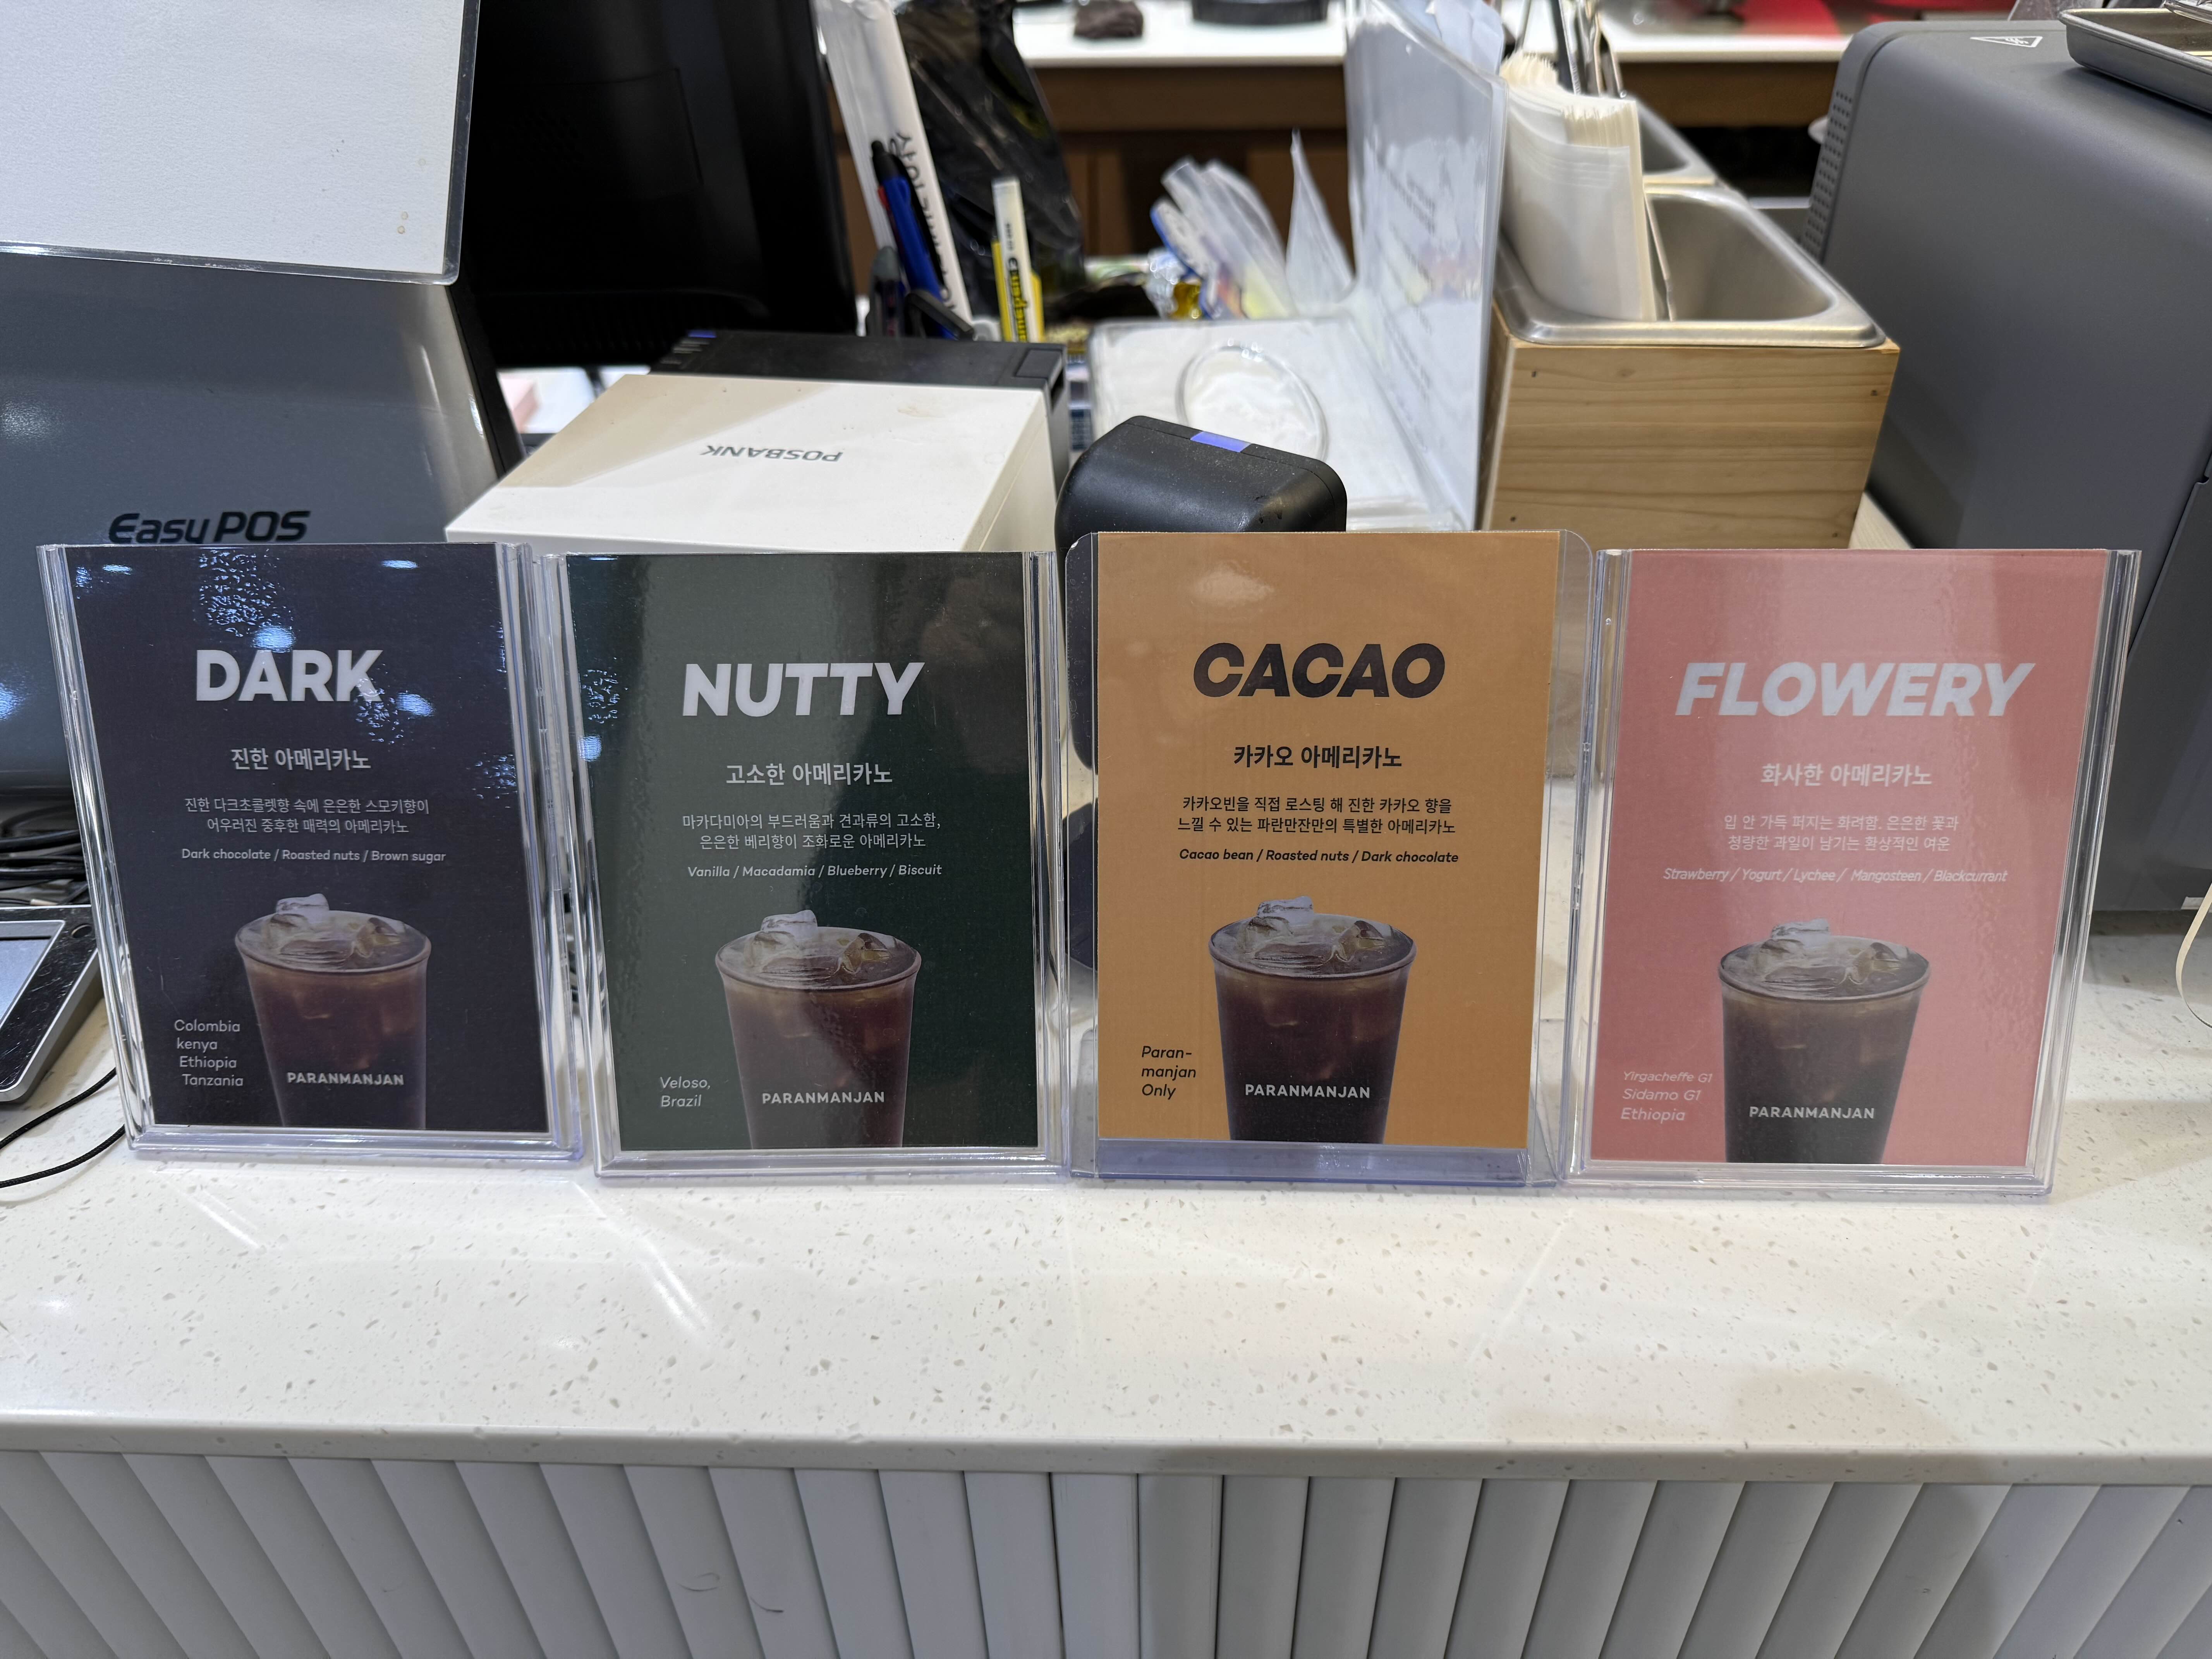 EasyPOS
POSBANK
DARK
진한 아메리카노
진한 다크초콜렛향 속에 은은한 스모키향이
어우러진 중후한 매력의 아메리카노
Dark chocolate / Roasted nuts / Brown sugar
Colombia
kenya
Ethiopia
Tanzania
PARANMANJAN
NUTTY
고소한 아메리카노
마카다미아의 부드러움과 견과류의 고소함,
은은한 베리향이 조화로운 아메리카노
Vanilla / Macadamia / Blueberry / Biscuit
Veloso,
Brazil
PARANMANJAN
CACAO
카카오 아메리카노
카카오빈을 직접 로스팅 해 진한 카카오 향을
느낄 수 있는 파란만잔만의 특별한 아메리카노
Cacao bean / Roasted nuts / Dark chocolate
Paran-
manjan
Only
PARANMANJAN
FLOWERY
화사한 아메리카노
입 안 가득 퍼지는 화려함. 은은한 꽃과
청량한 과일이 남기는 환상적인 여운
Strawberry / Yogurt / Lychee / Mangosteen / Blackcurrant
Yirgacheffe G1
Sidamo G1
Ethiopia
PARANMANJAN